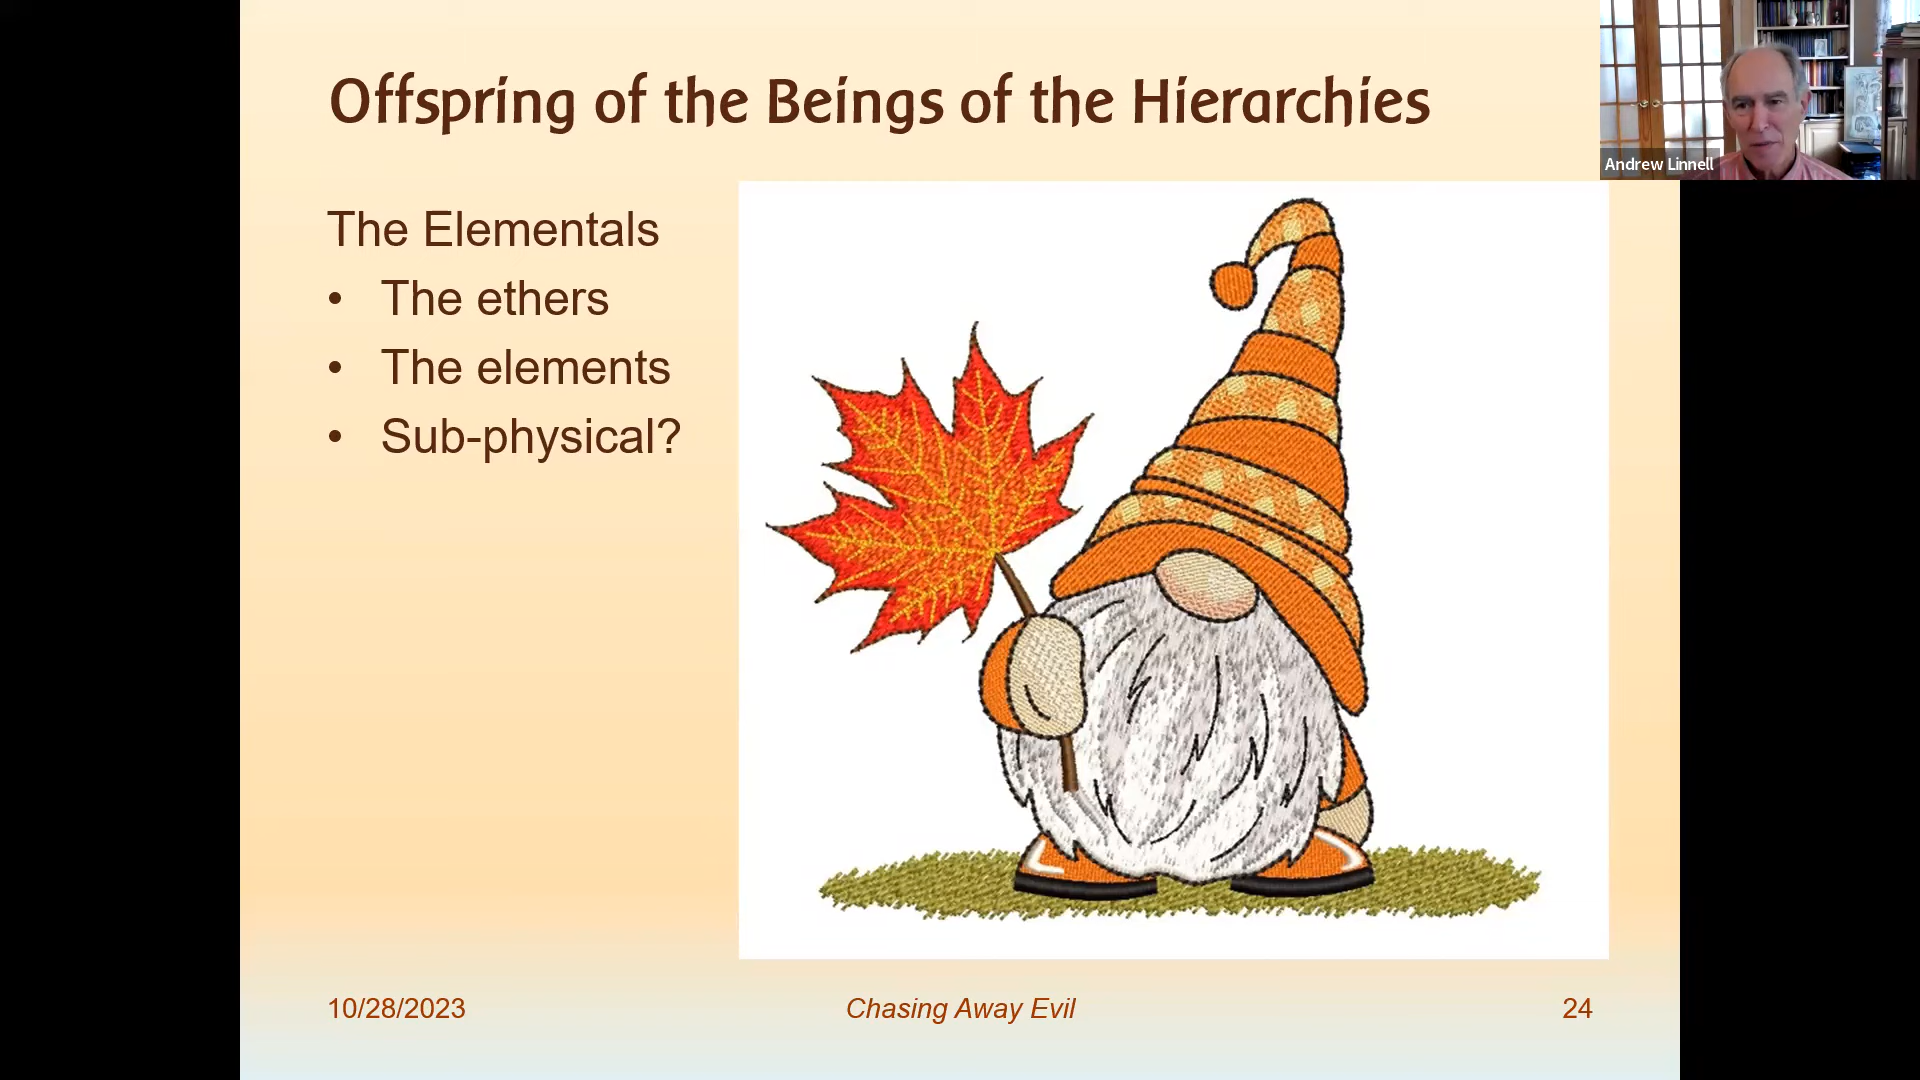 Offspring of the Beings of the Hierarchies
Andrew Linnell
The Elementals
• The ethers
• The elements
• Sub-physical?
10/28/2023
Chasing Away Evil
24